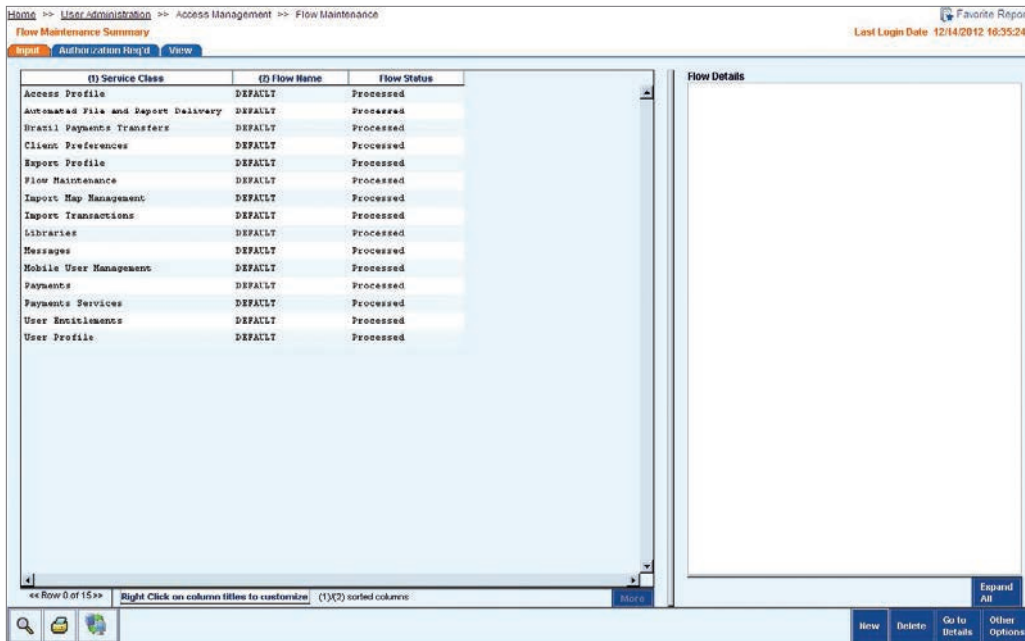 Home >> User Administration >> Access Management >> Flow Maintenance
Favorite Repor
Flow Maintenance Summary
Last Login Date 12/14/2012 16:35:24
Input Authorization Req'd View
(1) Service Class (2) Flow Name Flow Status
Flow Details
Access Profile DEFAULT Processed
Automated File and Report Delivery DEFAULT Processed
Brazil Payments Transfers DEFAULT Processed
Client Preferences DEFAULT Processed
Export Profile DEFAULT Processed
Flow Maintenance DEFAULT Processed
Import Map Management DEFAULT Processed
Import Transactions DEFAULT Processed
Libraries DEFAULT Processed
Messages DEFAULT Processed
Mobile User Management DEFAULT Processed
Payments DEFAULT Processed
Payments Services DEFAULT Processed
User Entitlements DEFAULT Processed
User Profile DEFAULT Processed
<< Row 0 of 15 >> Right Click on column titles to customize (1)/(2) sorted columns More
Expand All
New Delete Go to Details Other Options